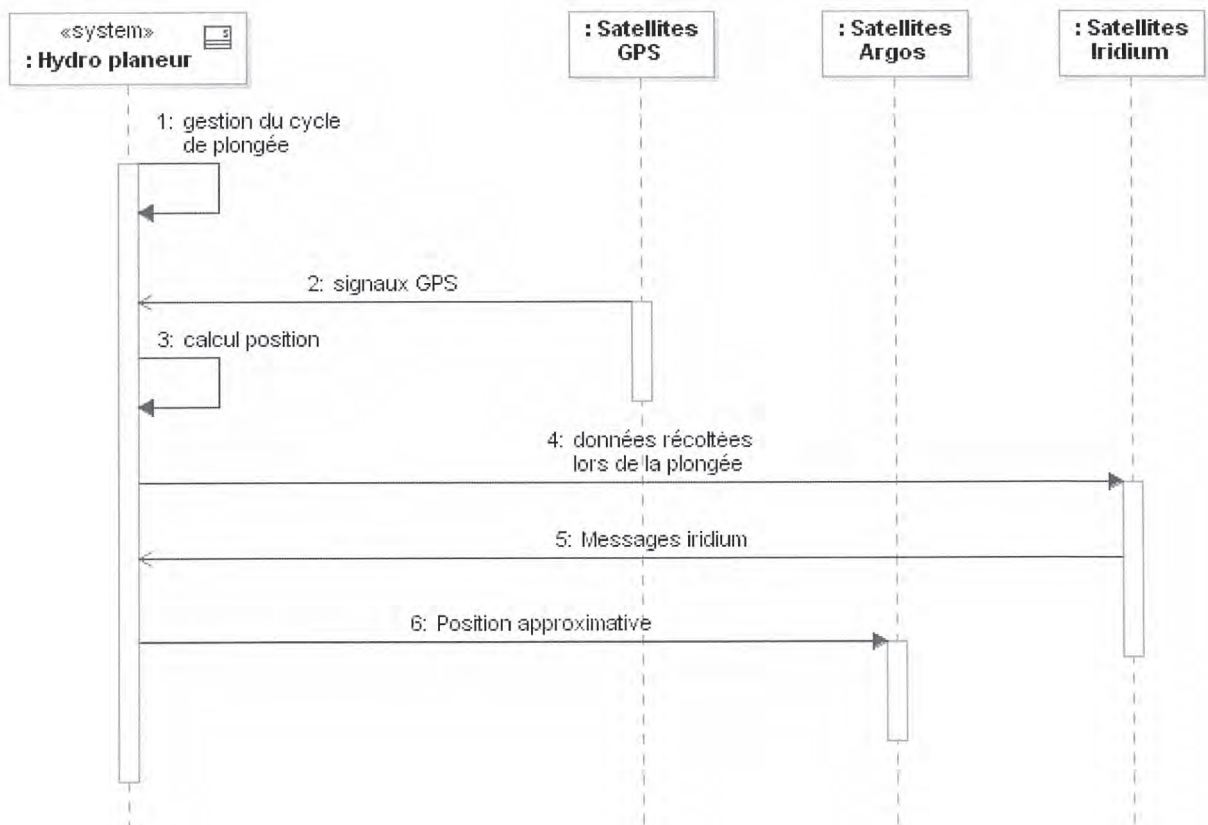 «system»
: Hydro planeur
: Satellites
GPS
: Satellites
Argos
: Satellites
Iridium
1: gestion du cycle
de plongée
2: signaux GPS
3: calcul position
4: données récoltées
lors de la plongée
5: Messages iridium
6: Position approximative